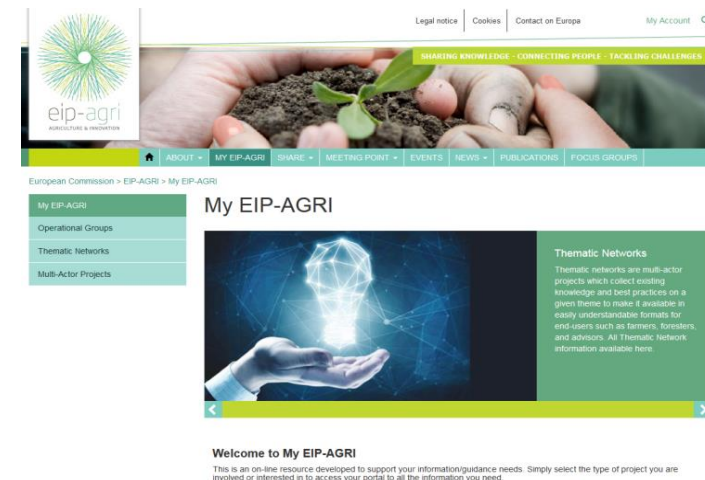 Legal notice | Cookies | Contact on Europa My Account
SHARING KNOWLEDGE - CONNECTING PEOPLE - TACKLING CHALLENGES
eip-agri
AGRICULTURE & INNOVATION
ABOUT MY EIP-AGRI SHARE MEETING POINT EVENTS NEWS PUBLICATIONS FOCUS GROUPS
European Commission > EIP-AGRI > My EIP-AGRI
My EIP-AGRI
Operational Groups
Thematic Networks
Multi-Actor Projects
My EIP-AGRI
Thematic Networks
Thematic networks are multi-actor
projects which collect existing
knowledge and best practices on a
given theme to make it available in
easily understandable formats for
end-users such as farmers, foresters,
and advisors. All Thematic Network
information available here.
Welcome to My EIP-AGRI
This is an on-line resource developed to support your information/guidance needs. Simply select the type of project you are
involved or interested in to access your portal to all the information you need.